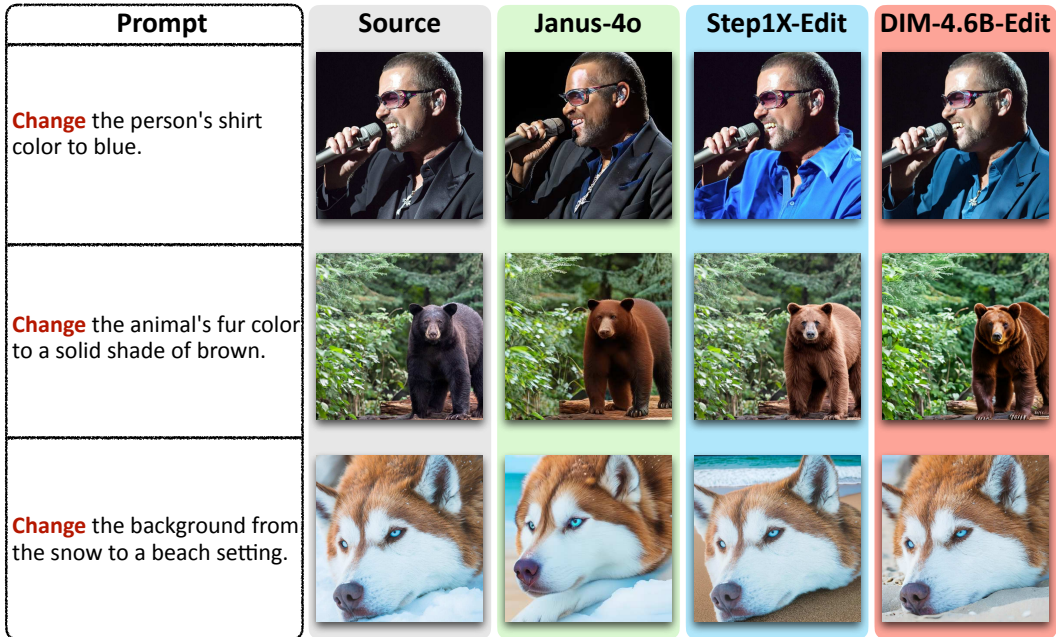 Prompt
Source
Janus-4o
Step1X-Edit
DIM-4.6B-Edit
Change the person's shirt
color to blue.
Change the animal's fur color
to a solid shade of brown.
Change the background from
the snow to a beach setting.